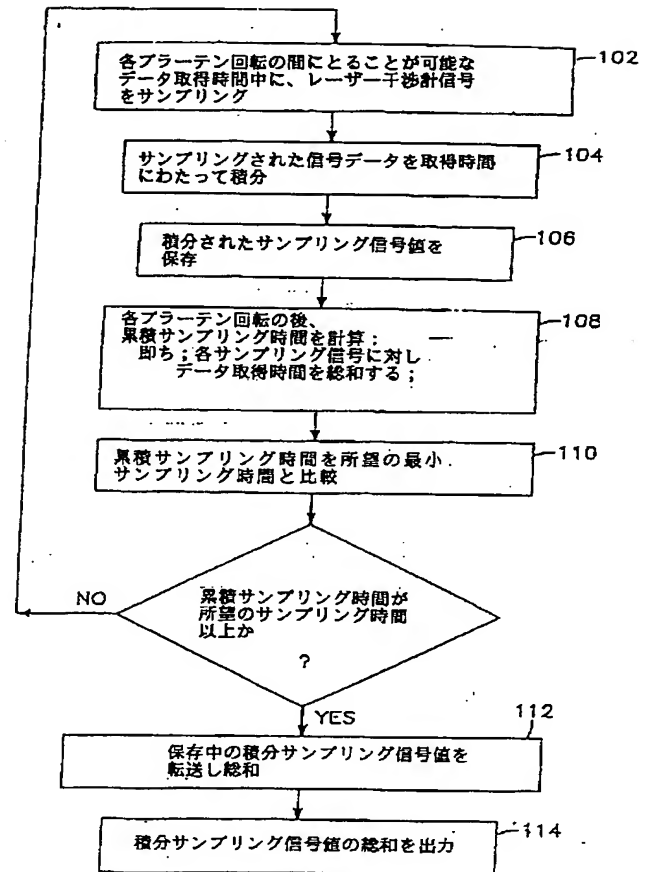 各プラーテン回転の間にとることが可能な
データ取得時間中に、レーザー干渉計信号
をサンプリング
102
サンプリングされた信号データを取得時間
にわたって積分
104
積分されたサンプリング信号値を
保存
106
各プラーテン回転の後、
累積サンプリング時間を計算:
即ち;各サンプリング信号に対し
データ取得時間を総和する;
108
累積サンプリング時間を所望の最小
サンプリング時間と比較
110
累積サンプリング時間が
所望のサンプリング時間
以上か
?
NO
YES
112
保存中の積分サンプリング信号値を
転送し総和
積分サンプリング信号値の総和を出力
114